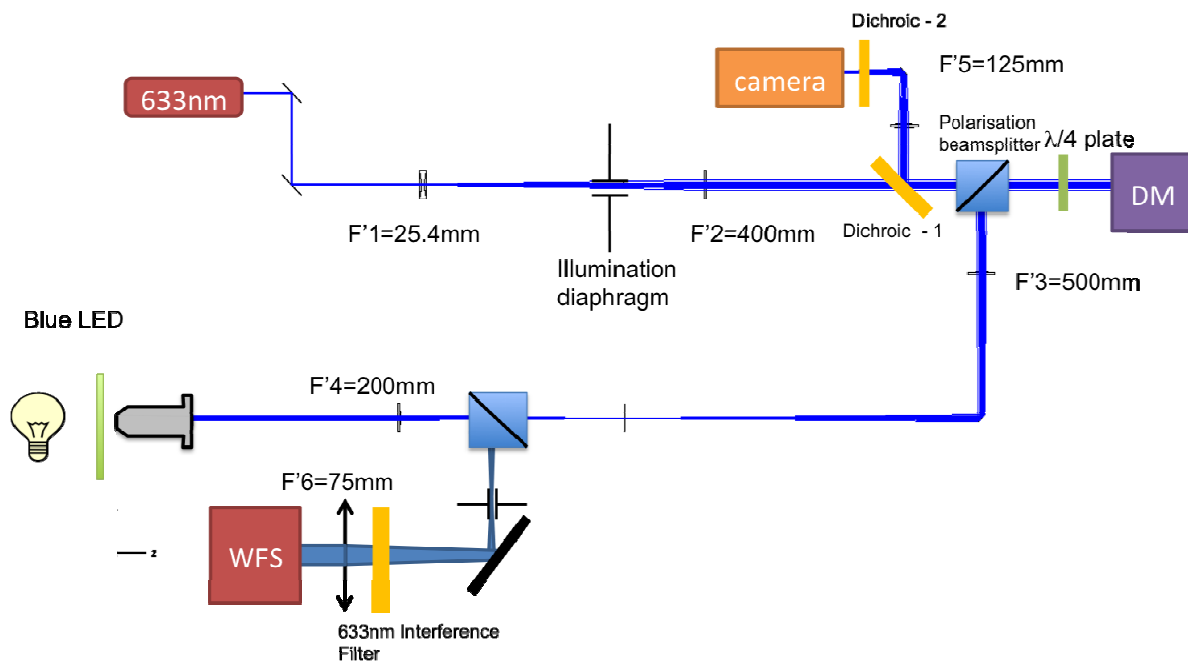 Dichroic - 2
633nm
camera
F'5=125mm
Polarisation
beamsplitter
λ/4 plate
DM
F'1=25.4mm
F'2=400mm
Dichroic - 1
Illumination
diaphragm
F'3=500mm
Blue LED
F'4=200mm
F'6=75mm
WFS
z
633nm Interference
Filter